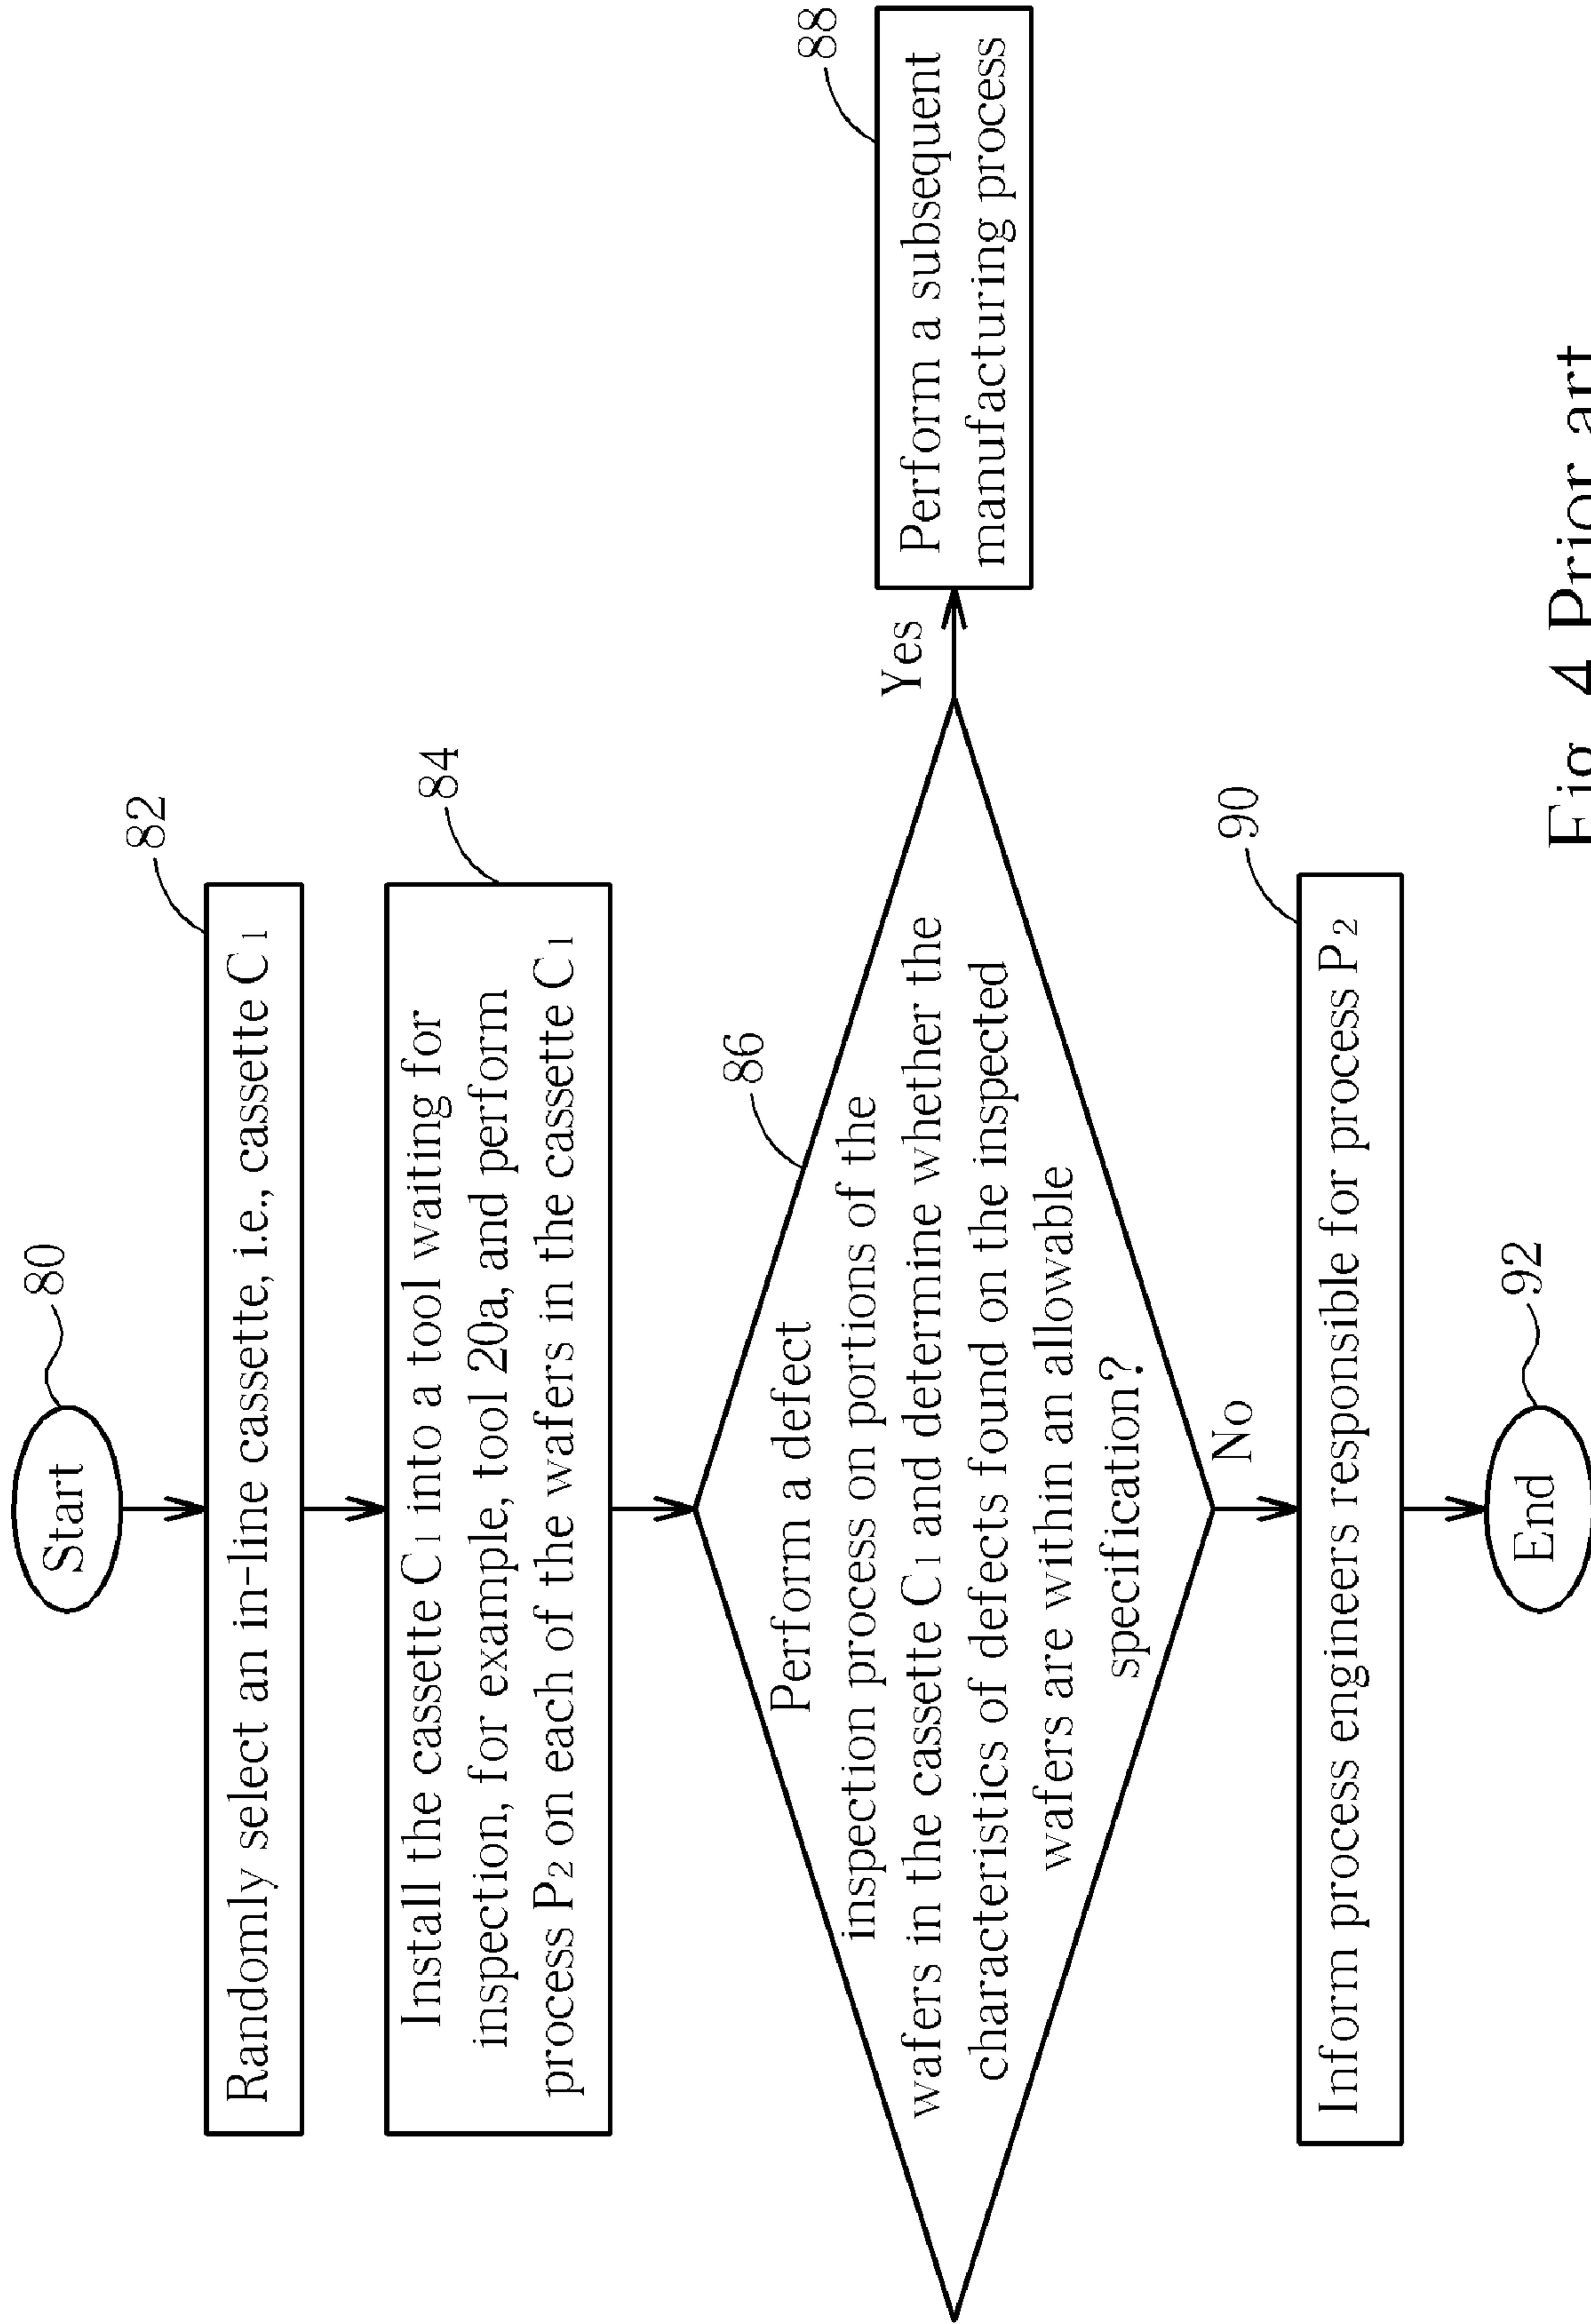 Start
80
82
Randomly select an in-line cassette, i.e., cassette C1
84
Install the cassette C1 into a tool waiting for
inspection, for example, tool 20a, and perform
process P2 on each of the wafers in the cassette C1
86
Perform a defect
inspection process on portions of the
wafers in the cassette C1 and determine whether the
characteristics of defects found on the inspected
wafers are within an allowable
specification?
Yes
88
Perform a subsequent
manufacturing process
No
90
Inform process engineers responsible for process P2
End
92
Fig. 4 Prior art